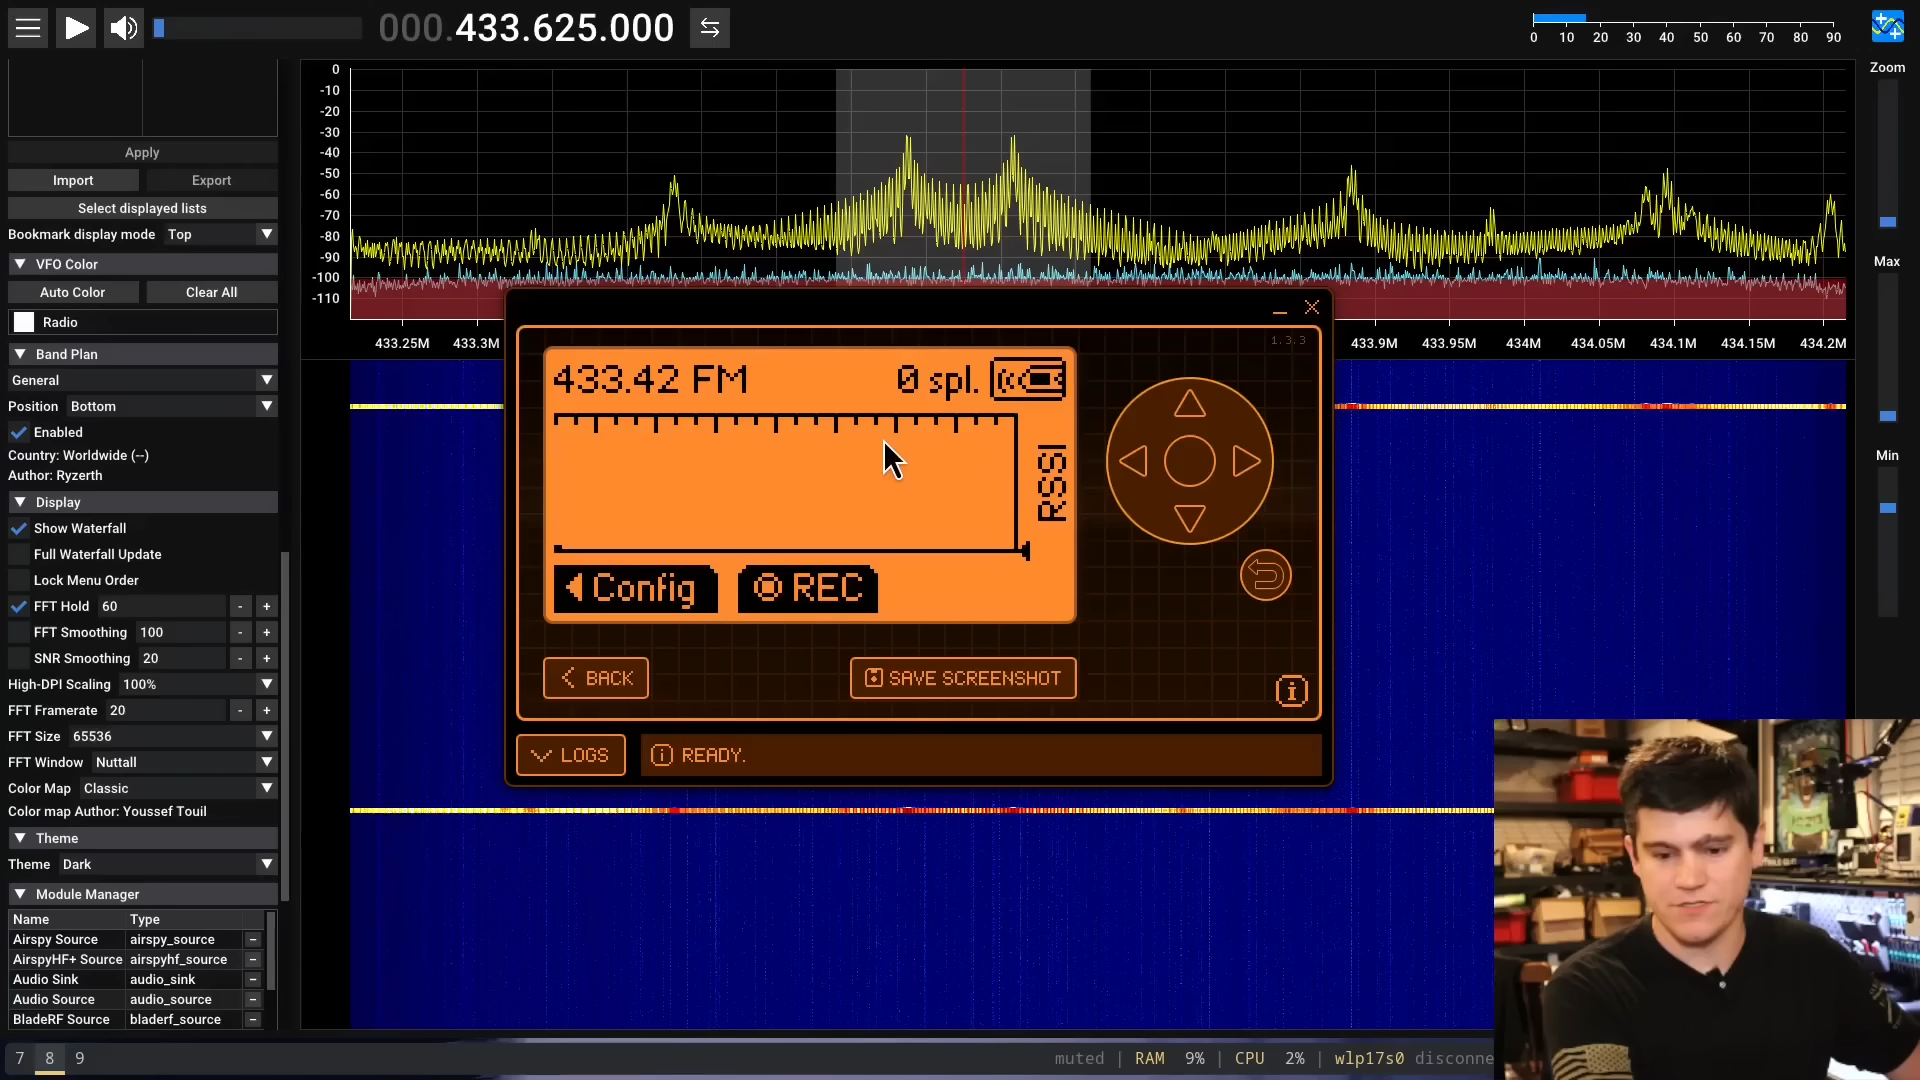 000.433.625.000
0 10 20 30 40 50 60 70 80 90
Zoom
Max
Min
Apply
Import Export
Select displayed lists
Bookmark display mode Top
VFO Color
Auto Color Clear All
Radio
Band Plan
General
Position Bottom
Enabled
Country: Worldwide (--)
Author: Ryzerth
Display
Show Waterfall
Full Waterfall Update
Lock Menu Order
FFT Hold 60 - +
FFT Smoothing 100 - +
SNR Smoothing 20 - +
High-DPI Scaling 100%
FFT Framerate 20 - +
FFT Size 65536
FFT Window Nuttall
Color Map Classic
Color map Author: Youssef Touil
Theme
Theme Dark
Module Manager
Name Type
Airspy Source airspy_source -
AirspyHF+ Source airspyhf_source -
Audio Sink audio_sink -
Audio Source audio_source -
BladeRF Source bladerf_source -
0
-10
-20
-30
-40
-50
-60
-70
-80
-90
-100
-110
433.25M 433.3M 433.9M 433.95M 434M 434.05M 434.1M 434.15M 434.2M
1.3.3
433.42 FM 0 spl.
RSSI
Config REC
BACK SAVE SCREENSHOT
LOGS READY.
7 8 9
muted | RAM 9% | CPU 2% | wlp17s0 disconne